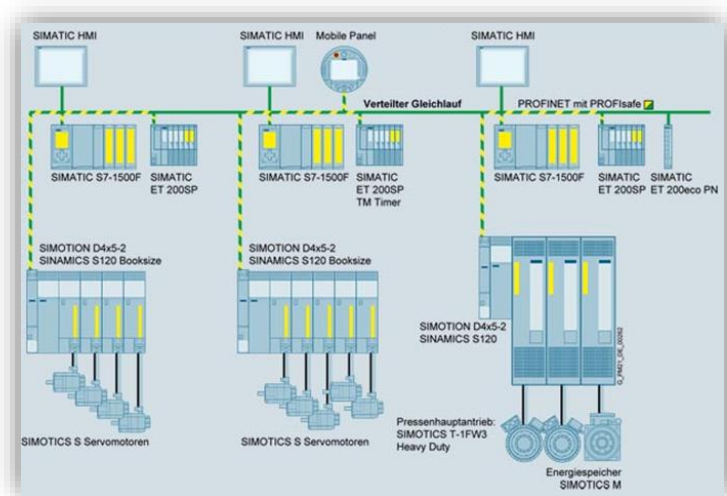 SIMATIC HMI
SIMATIC HMI
Mobile Panel
SIMATIC HMI
Verteilter Gleichlauf
PROFINET mit PROFIsafe
SIMATIC S7-1500F
SIMATIC
ET 200SP
SIMATIC S7-1500F
SIMATIC
ET 200SP
TM Timer
SIMATIC S7-1500F
SIMATIC
ET 200SP
SIMATIC
ET 200eco PN
SIMOTION D4x5-2
SINAMICS S120 Booksize
SIMOTION D4x5-2
SINAMICS S120 Booksize
SIMOTION D4x5-2
SINAMICS S120
G_PM21_DE_00262
SIMOTICS S Servomotoren
SIMOTICS S Servomotoren
Pressenhauptantrieb:
SIMOTICS T-1FW3
Heavy Duty
Energiespeicher
SIMOTICS M